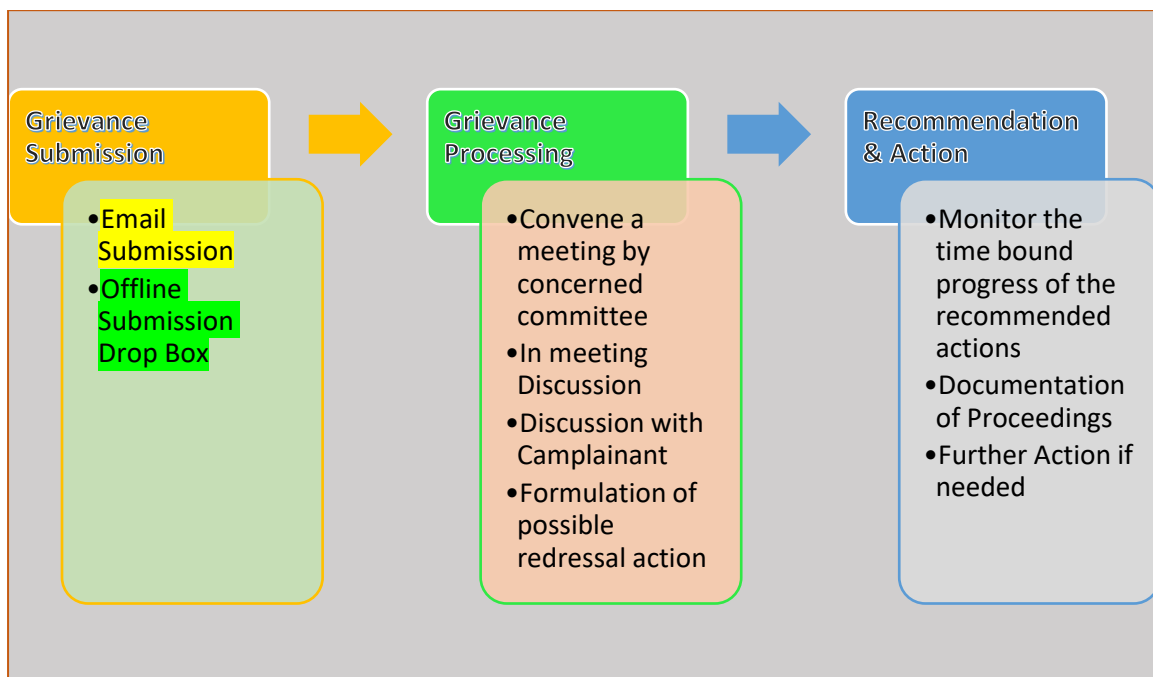 Grievance
Submission
•Email
Submission
•Offline
Submission
Drop Box
Grievance
Processing
•Convene a
meeting by
concerned
committee
•In meeting
Discussion
•Discussion with
Camplainant
•Formulation of
possible
redressal action
Recommendation
& Action
•Monitor the
time bound
progress of the
recommended
actions
•Documentation
of Proceedings
•Further Action if
needed